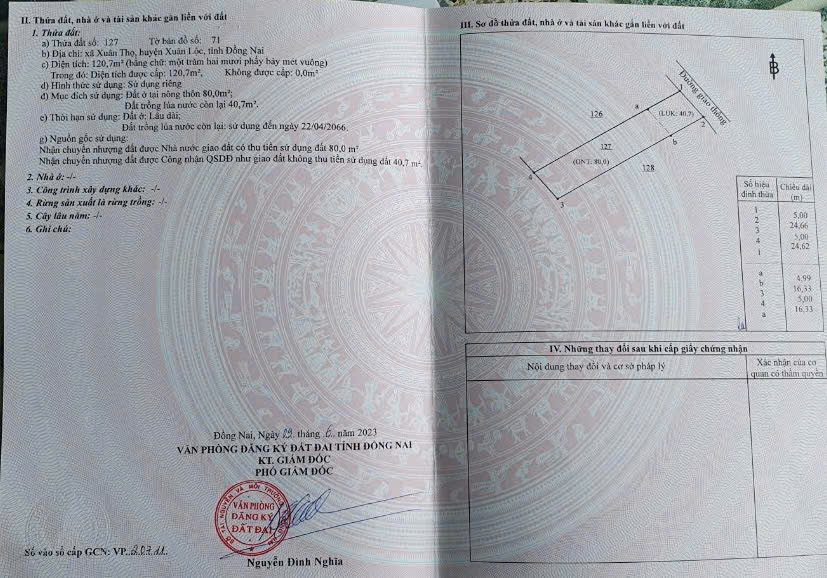 II. Thửa đất, nhà ở và tài sản khác gắn liền với đất
1. Thửa đất:
a) Thửa đất số: 127 Tờ bản đồ số: 71
b) Địa chỉ: xã Xuân Thọ, huyện Xuân Lộc, tỉnh Đồng Nai
c) Diện tích: 120,7m² (bằng chữ: một trăm hai mươi phẩy bảy mét vuông)
Trong đó: Diện tích được cấp: 120,7m², Không được cấp: 0,0m²
d) Hình thức sử dụng: Sử dụng riêng
đ) Mục đích sử dụng: Đất ở tại nông thôn 80,0m²;
Đất trồng lúa nước còn lại 40,7m².
e) Thời hạn sử dụng: Đất ở: Lâu dài;
Đất trồng lúa nước còn lại: sử dụng đến ngày 22/04/2066.
g) Nguồn gốc sử dụng:
Nhận chuyển nhượng đất được Nhà nước giao đất có thu tiền sử dụng đất 80,0 m²
Nhận chuyển nhượng đất được Công nhận QSDĐ như giao đất không thu tiền sử dụng đất 40,7 m².
2. Nhà ở: -/-
3. Công trình xây dựng khác: -/-
4. Rừng sản xuất là rừng trồng: -/-
5. Cây lâu năm: -/-
6. Ghi chú:
Đồng Nai, Ngày 29 tháng 6 năm 2023
VĂN PHÒNG ĐĂNG KÝ ĐẤT ĐAI TỈNH ĐỒNG NAI
KT. GIÁM ĐỐC
PHÓ GIÁM ĐỐC
VĂN PHÒNG
ĐĂNG KÝ
ĐẤT ĐAI
Nguyễn Đình Nghĩa
Số vào sổ cấp GCN: VP
III. Sơ đồ thửa đất, nhà ở và tài sản khác gắn liền với đất
B
Đường giao thông
1
a
(LUK: 40,7)
2
126
b
127
(ONT: 80,0)
128
4
3
Số hiệu đỉnh thửa Chiều dài (m)
1
5,00
2
24,66
3
5,00
4
24,62
1
a
4,99
b
16,33
3
5,00
4
16,33
a
IV. Những thay đổi sau khi cấp giấy chứng nhận
Nội dung thay đổi và cơ sở pháp lý
Xác nhận của cơ
quan có thẩm quyền